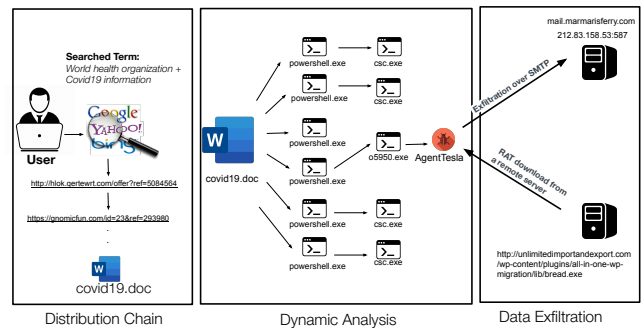 Searched Term:
World health organization +
Covid19 information
Google
YAHOO!
bing
User
http://hlok.qertewrt.com/offer?ref=5084564
https://gnomicfun.com/id=23&ref=293980
.
.
W
covid19.doc
Distribution Chain
W
covid19.doc
powershell.exe
csc.exe
powershell.exe
csc.exe
powershell.exe
powershell.exe
o5950.exe
AgentTesla
powershell.exe
csc.exe
powershell.exe
csc.exe
Dynamic Analysis
mail.marmarisferry.com
212.83.158.53:587
Exfiltration over SMTP
RAT download from
a remote server
http://unlimitedimportandexport.com
/wp-content/plugins/all-in-one-wp-
migration/lib/bread.exe
Data Exfiltration